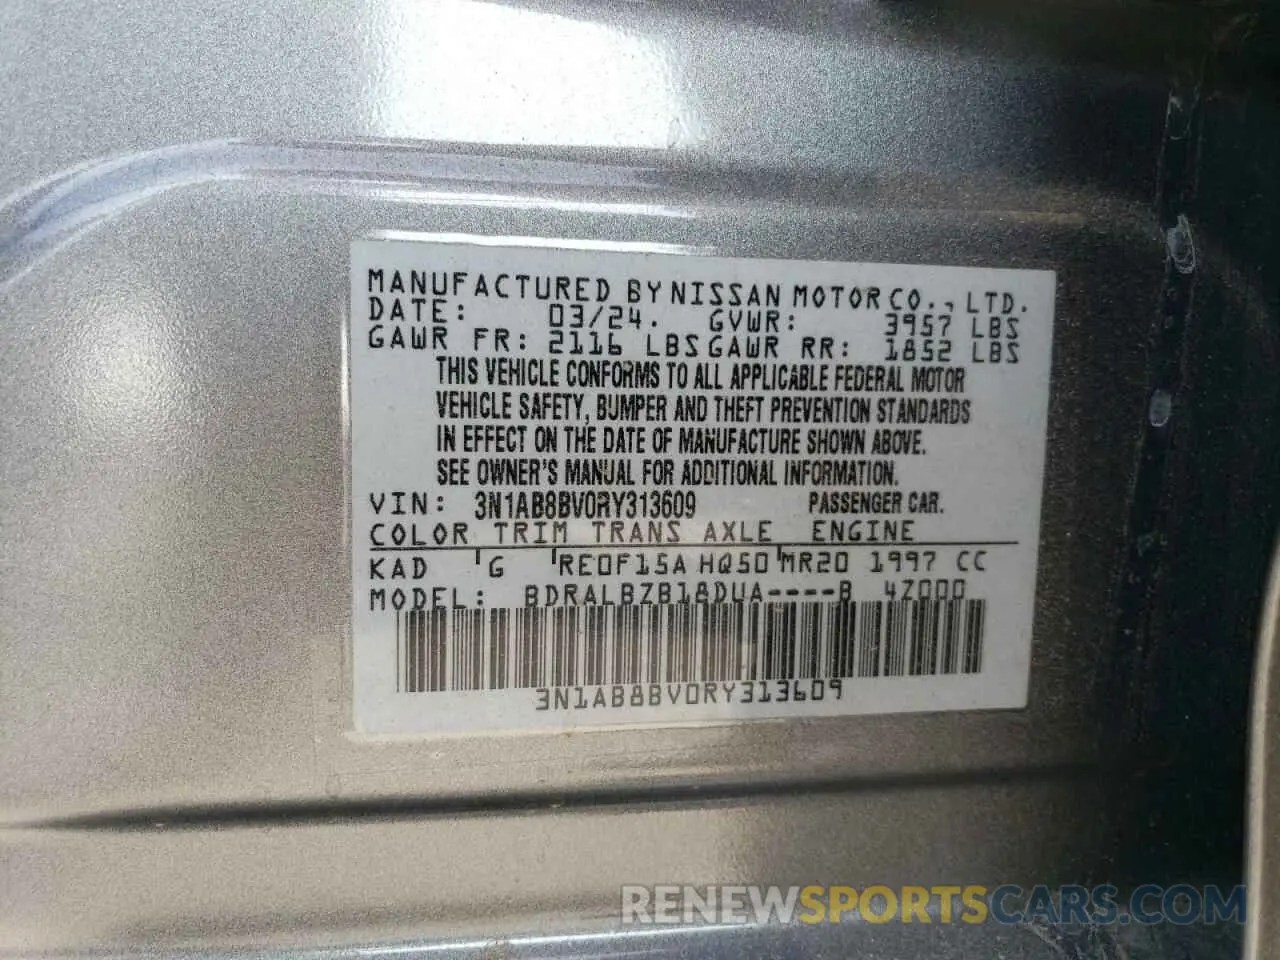 MANUFACTURED BY NISSAN MOTOR CO., LTD.
DATE: 03/24. GVWR: 3957 LBS
GAWR FR: 2116 LBS GAWR RR: 1852 LBS
THIS VEHICLE CONFORMS TO ALL APPLICABLE FEDERAL MOTOR
VEHICLE SAFETY, BUMPER AND THEFT PREVENTION STANDARDS
IN EFFECT ON THE DATE OF MANUFACTURE SHOWN ABOVE.
SEE OWNER'S MANUAL FOR ADDITIONAL INFORMATION.
VIN: 3N1AB8BV0RY313609 PASSENGER CAR.
COLOR TRIM TRANS AXLE ENGINE
KAD G RE0F15A HQ50 MR20 1997 CC
MODEL: BDRALBZB18DUA----B 4Z000
3N1AB8BV0RY313609
RENEWSPORTSCARS.COM